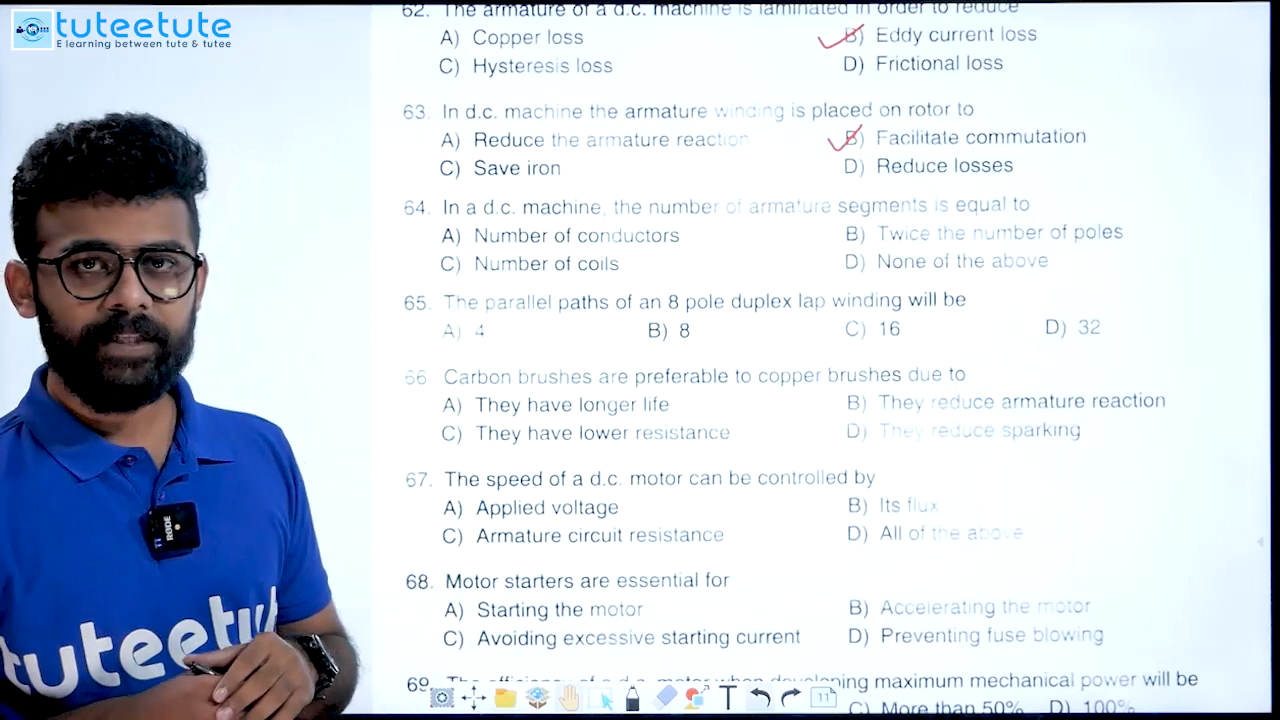 tuteetute
E learning between tute & tutee
62. The armature of a d.c. machine is laminated in order to reduce
A) Copper loss B) Eddy current loss
C) Hysteresis loss D) Frictional loss
63. In d.c. machine the armature winding is placed on rotor to
A) Reduce the armature reaction B) Facilitate commutation
C) Save iron D) Reduce losses
64. In a d.c. machine, the number of armature segments is equal to
A) Number of conductors B) Twice the number of poles
C) Number of coils D) None of the above
65. The parallel paths of an 8 pole duplex lap winding will be
A) 4 B) 8 C) 16 D) 32
66 Carbon brushes are preferable to copper brushes due to
A) They have longer life B) They reduce armature reaction
C) They have lower resistance D) They reduce sparking
67. The speed of a d.c. motor can be controlled by
A) Applied voltage B) Its flux
C) Armature circuit resistance D) All of the above
68. Motor starters are essential for
A) Starting the motor B) Accelerating the motor
C) Avoiding excessive starting current D) Preventing fuse blowing
69. The efficiency of a d.c. motor when developing maximum mechanical power will be
C) More than 50% D) 100%
RØDE
tuteetut
T
11